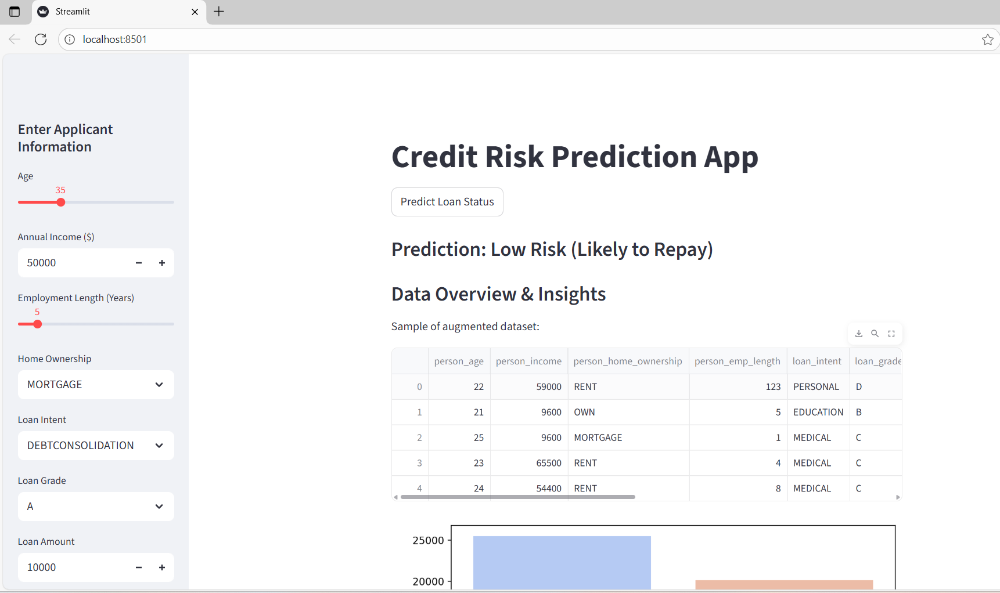 Streamlit
localhost:8501
Enter Applicant
Information
Age
35
Annual Income ($)
50000
Employment Length (Years)
5
Home Ownership
MORTGAGE
Loan Intent
DEBTCONSOLIDATION
Loan Grade
A
Loan Amount
10000
Credit Risk Prediction App
Predict Loan Status
Prediction: Low Risk (Likely to Repay)
Data Overview & Insights
Sample of augmented dataset:
person_age person_income person_home_ownership person_emp_length loan_intent loan_grade
0 22 59000 RENT 123 PERSONAL D
1 21 9600 OWN 5 EDUCATION B
2 25 9600 MORTGAGE 1 MEDICAL C
3 23 65500 RENT 4 MEDICAL C
4 24 54400 RENT 8 MEDICAL C
25000
20000